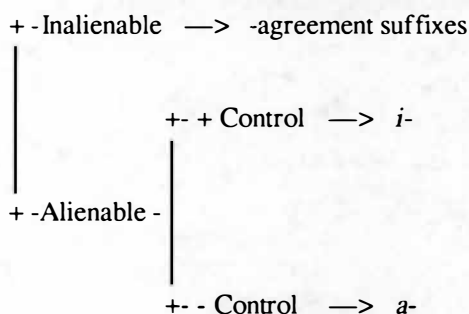 + -Inalienable —> -agreement suffixes
+- + Control —> i-
+ -Alienable -
+- - Control —> a-